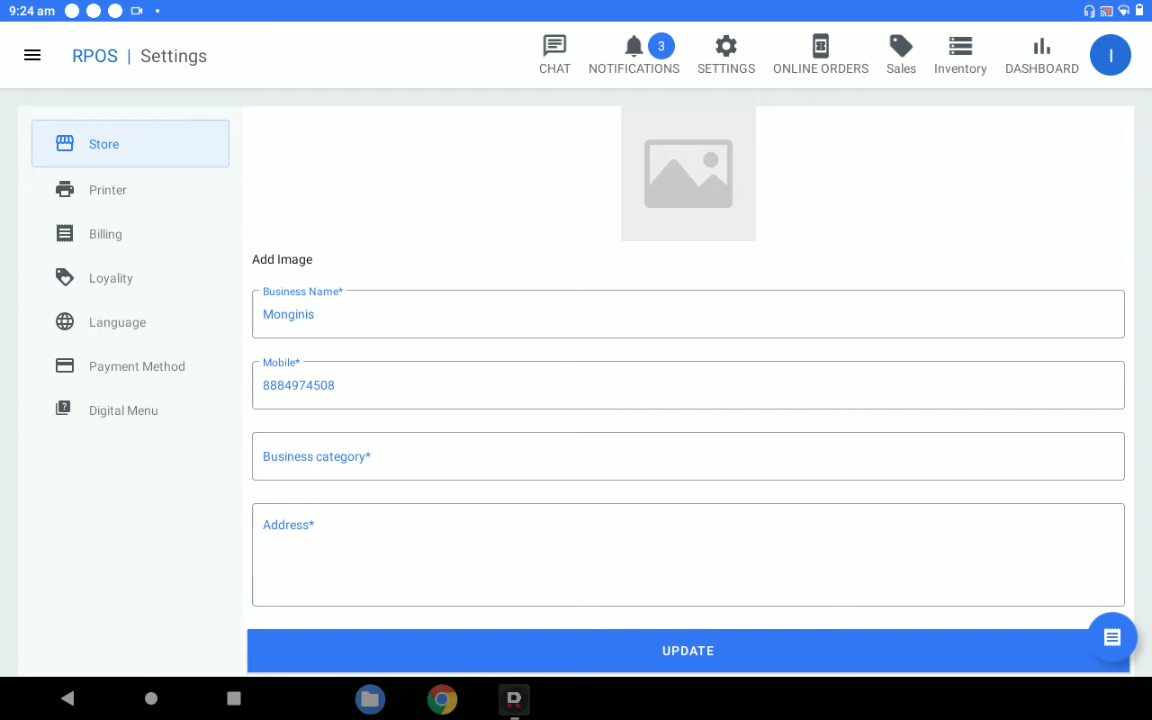 9:24 am
RPOS | Settings
CHAT
NOTIFICATIONS
3
SETTINGS
ONLINE ORDERS
Sales
Inventory
DASHBOARD
I
Store
Printer
Billing
Loyality
Language
Payment Method
Digital Menu
Add Image
Business Name*
Monginis
Mobile*
8884974508
Business category*
Address*
UPDATE